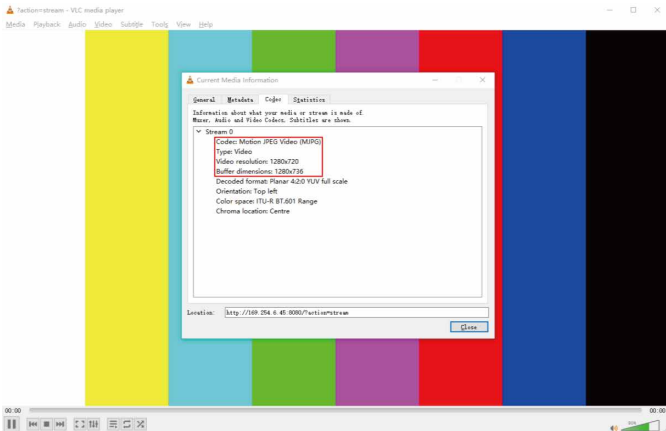 ?action=stream - VLC media player
Media Playback Audio Video Subtitle Tools View Help
Current Media Information
General Metadata Codec Statistics
Information about what your media or stream is made of.
Muxer, Audio and Video Codecs, Subtitles are shown.
Stream 0
Codec: Motion JPEG Video (MJPG)
Type: Video
Video resolution: 1280x720
Buffer dimensions: 1280x736
Decoded format: Planar 4:2:0 YUV full scale
Orientation: Top left
Color space: ITU-R BT.601 Range
Chroma location: Centre
Location: http://169.254.6.45:8080/?action=stream
Close
00:00 00:00